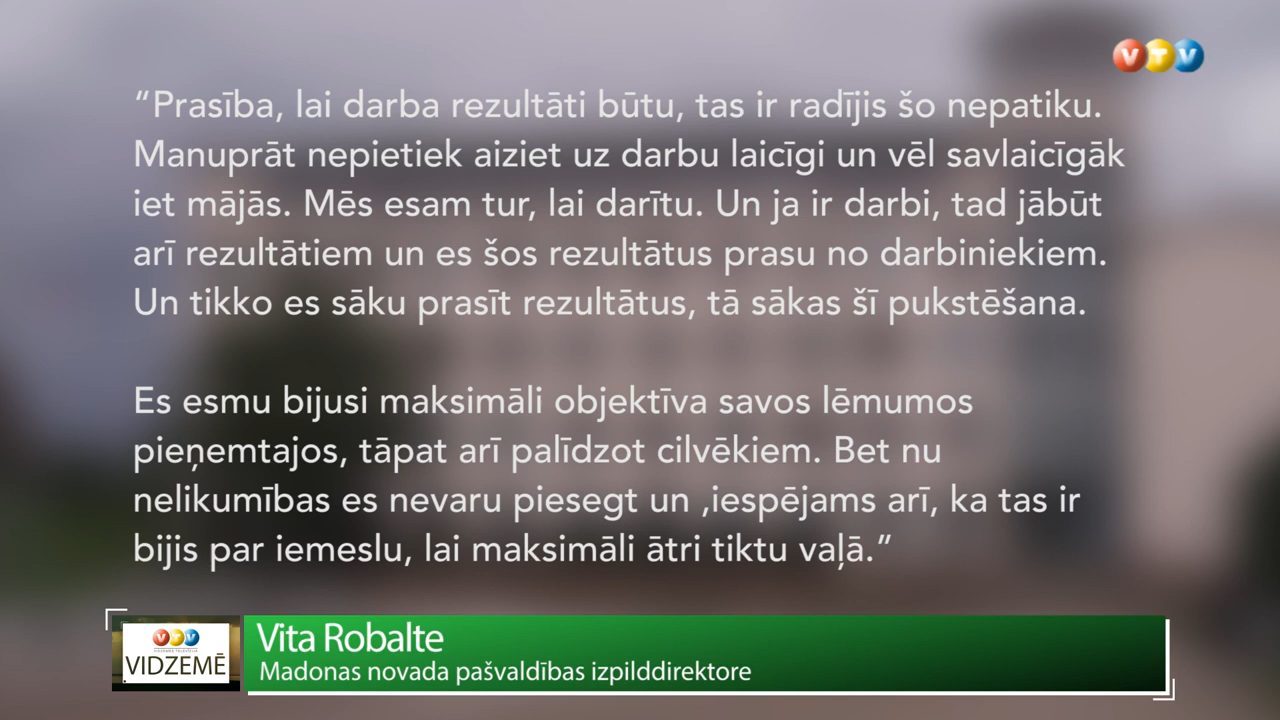 VTV
“Prasība, lai darba rezultāti būtu, tas ir radījis šo nepatiku.
Manuprāt nepietiek aiziet uz darbu laicīgi un vēl savlaicīgāk
iet mājās. Mēs esam tur, lai darītu. Un ja ir darbi, tad jābūt
arī rezultātiem un es šos rezultātus prasu no darbiniekiem.
Un tikko es sāku prasīt rezultātus, tā sākas šī pukstēšana.
Es esmu bijusi maksimāli objektīva savos lēmumos
pieņemtajos, tāpat arī palīdzot cilvēkiem. Bet nu
nelikumības es nevaru piesegt un ,iespējams arī, ka tas ir
bijis par iemeslu, lai maksimāli ātri tiktu vaļā.”
VTV
VIDZEMES TELEVĪZIJA
VIDZEMĒ
Vita Robalte
Madonas novada pašvaldības izpilddirektore